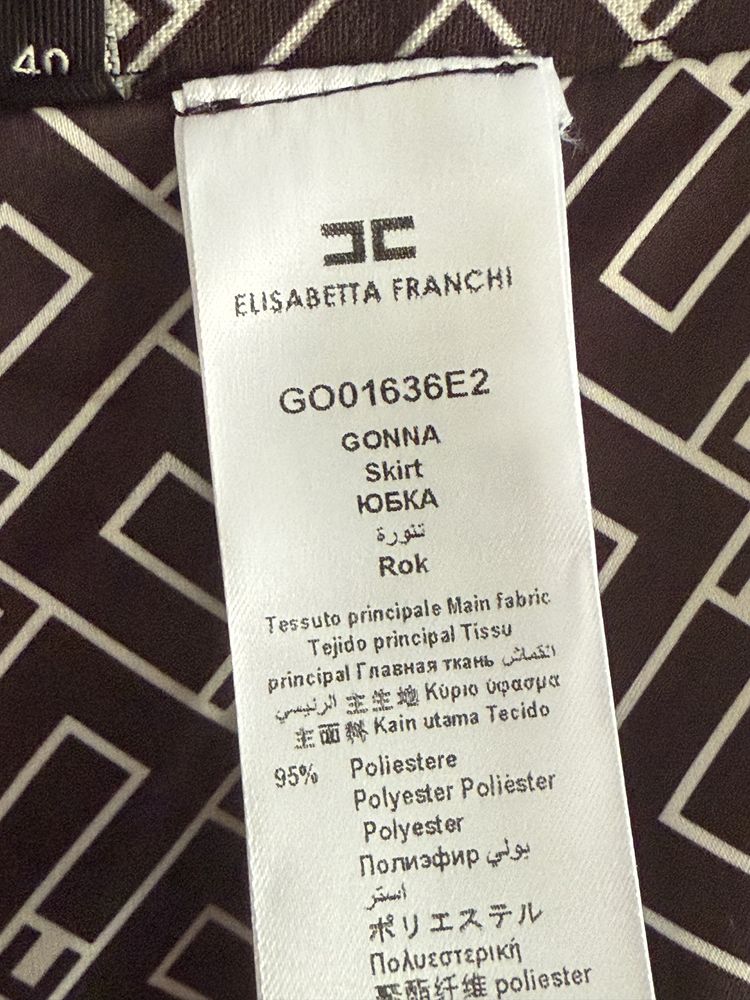 40
ELISABETTA FRANCHI
GO01636E2
GONNA
Skirt
ЮБКА
تنورة
Rok
Tessuto principale Main fabric
Tejido principal Tissu
principal Главная ткань القماش
الرئيسي 主生地 Κύριο ύφασμα
主面料 Kain utama Tecido
95% Poliestere
Polyester Poliéster
Polyester
Полиэфир بولي
استر
ポリエステル
Πολυεστερική
聚酯纤维 poliester